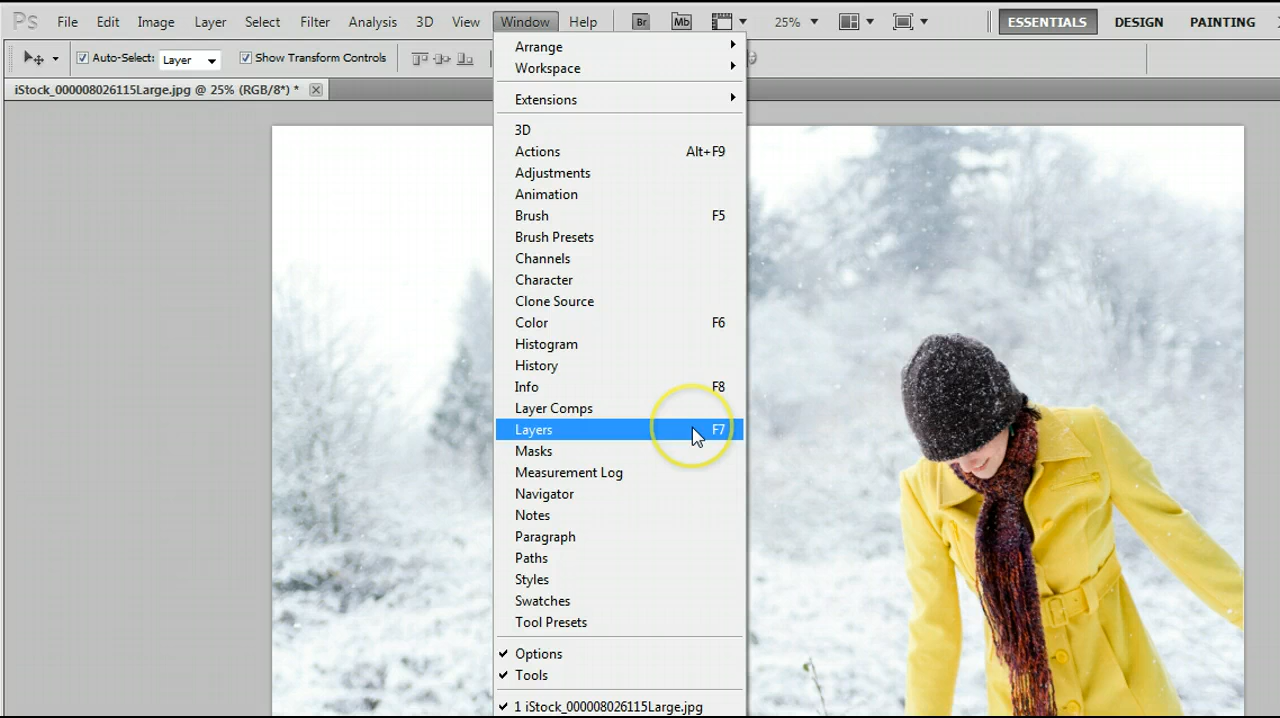 Ps File Edit Image Layer Select Filter Analysis 3D View Window Help Br Mb 25% ESSENTIALS DESIGN PAINTING
Auto-Select: Layer Show Transform Controls
iStock_000008026115Large.jpg @ 25% (RGB/8*) *
Arrange
Workspace
Extensions
3D
Actions Alt+F9
Adjustments
Animation
Brush F5
Brush Presets
Channels
Character
Clone Source
Color F6
Histogram
History
Info F8
Layer Comps
Layers F7
Masks
Measurement Log
Navigator
Notes
Paragraph
Paths
Styles
Swatches
Tool Presets
Options
Tools
1 iStock_000008026115Large.jpg